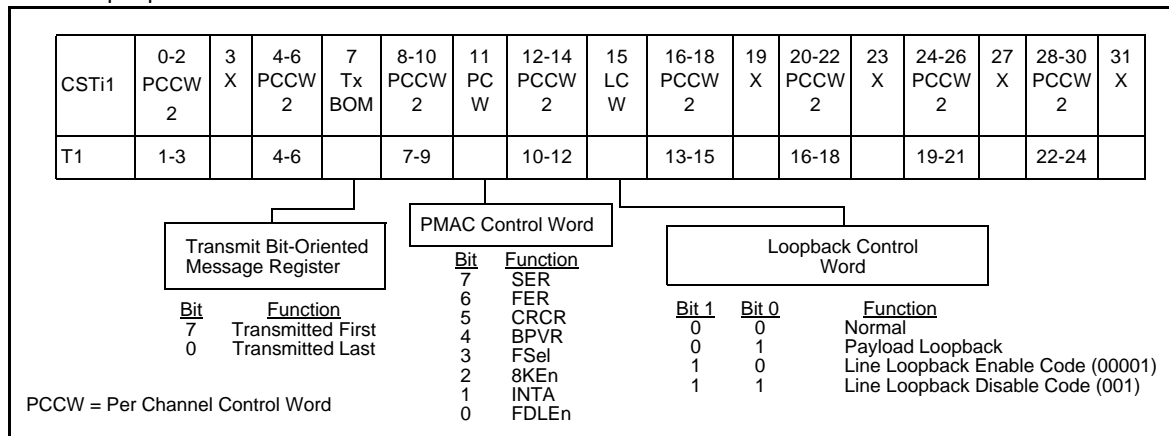 CSTi1 0-2 PCCW 2 3 X 4-6 PCCW 2 7 Tx BOM 8-10 PCCW 2 11 PC W 12-14 PCCW 2 15 LC W 16-18 PCCW 2 19 X 20-22 PCCW 2 23 X 24-26 PCCW 2 27 X 28-30 PCCW 2 31 X
T1 1-3 4-6 7-9 10-12 13-15 16-18 19-21 22-24
Transmit Bit-Oriented
Message Register
Bit Function
7 Transmitted First
0 Transmitted Last
PMAC Control Word
Bit Function
7 SER
6 FER
5 CRCR
4 BPVR
3 FSel
2 8KEn
1 INTA
0 FDLEn
Loopback Control
Word
Bit 1 Bit 0 Function
0 0 Normal
0 1 Payload Loopback
1 0 Line Loopback Enable Code (00001)
1 1 Line Loopback Disable Code (001)
PCCW = Per Channel Control Word